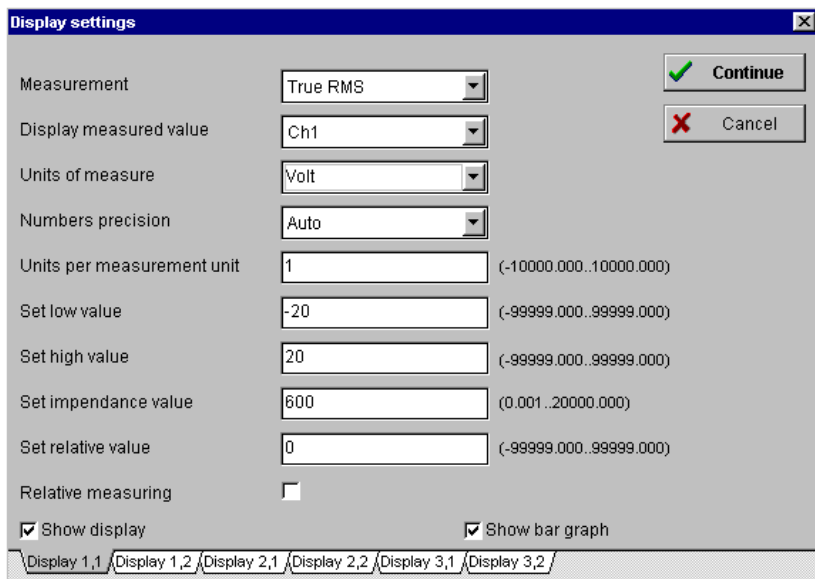 Display settings
Continue
Measurement True RMS
Cancel
Display measured value Ch1
Units of measure Volt
Numbers precision Auto
Units per measurement unit 1 (-10000.000..10000.000)
Set low value -20 (-99999.000..99999.000)
Set high value 20 (-99999.000..99999.000)
Set impendance value 600 (0.001..20000.000)
Set relative value 0 (-99999.000..99999.000)
Relative measuring
Show display Show bar graph
Display 1,1 Display 1,2 Display 2,1 Display 2,2 Display 3,1 Display 3,2